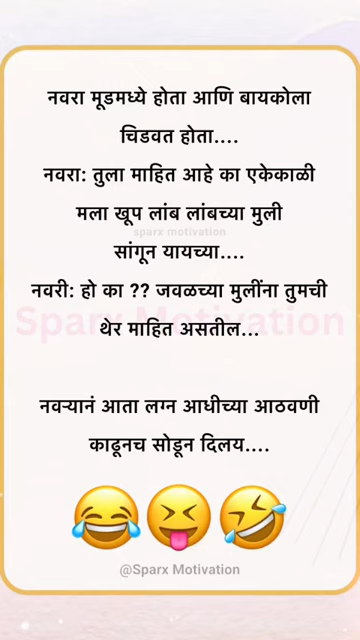 नवरा मूडमध्ये होता आणि बायकोला
चिडवत होता....
नवरा: तुला माहित आहे का एकेकाळी
मला खूप लांब लांबच्या मुली
sparx motivation
सांगून यायच्या....
नवरी: हो का ?? जवळच्या मुलींना तुमची
Sparx Motivation
थेर माहित असतील...
नवऱ्यानं आता लग्न आधीच्या आठवणी
काढूनच सोडून दिलय....
@Sparx Motivation